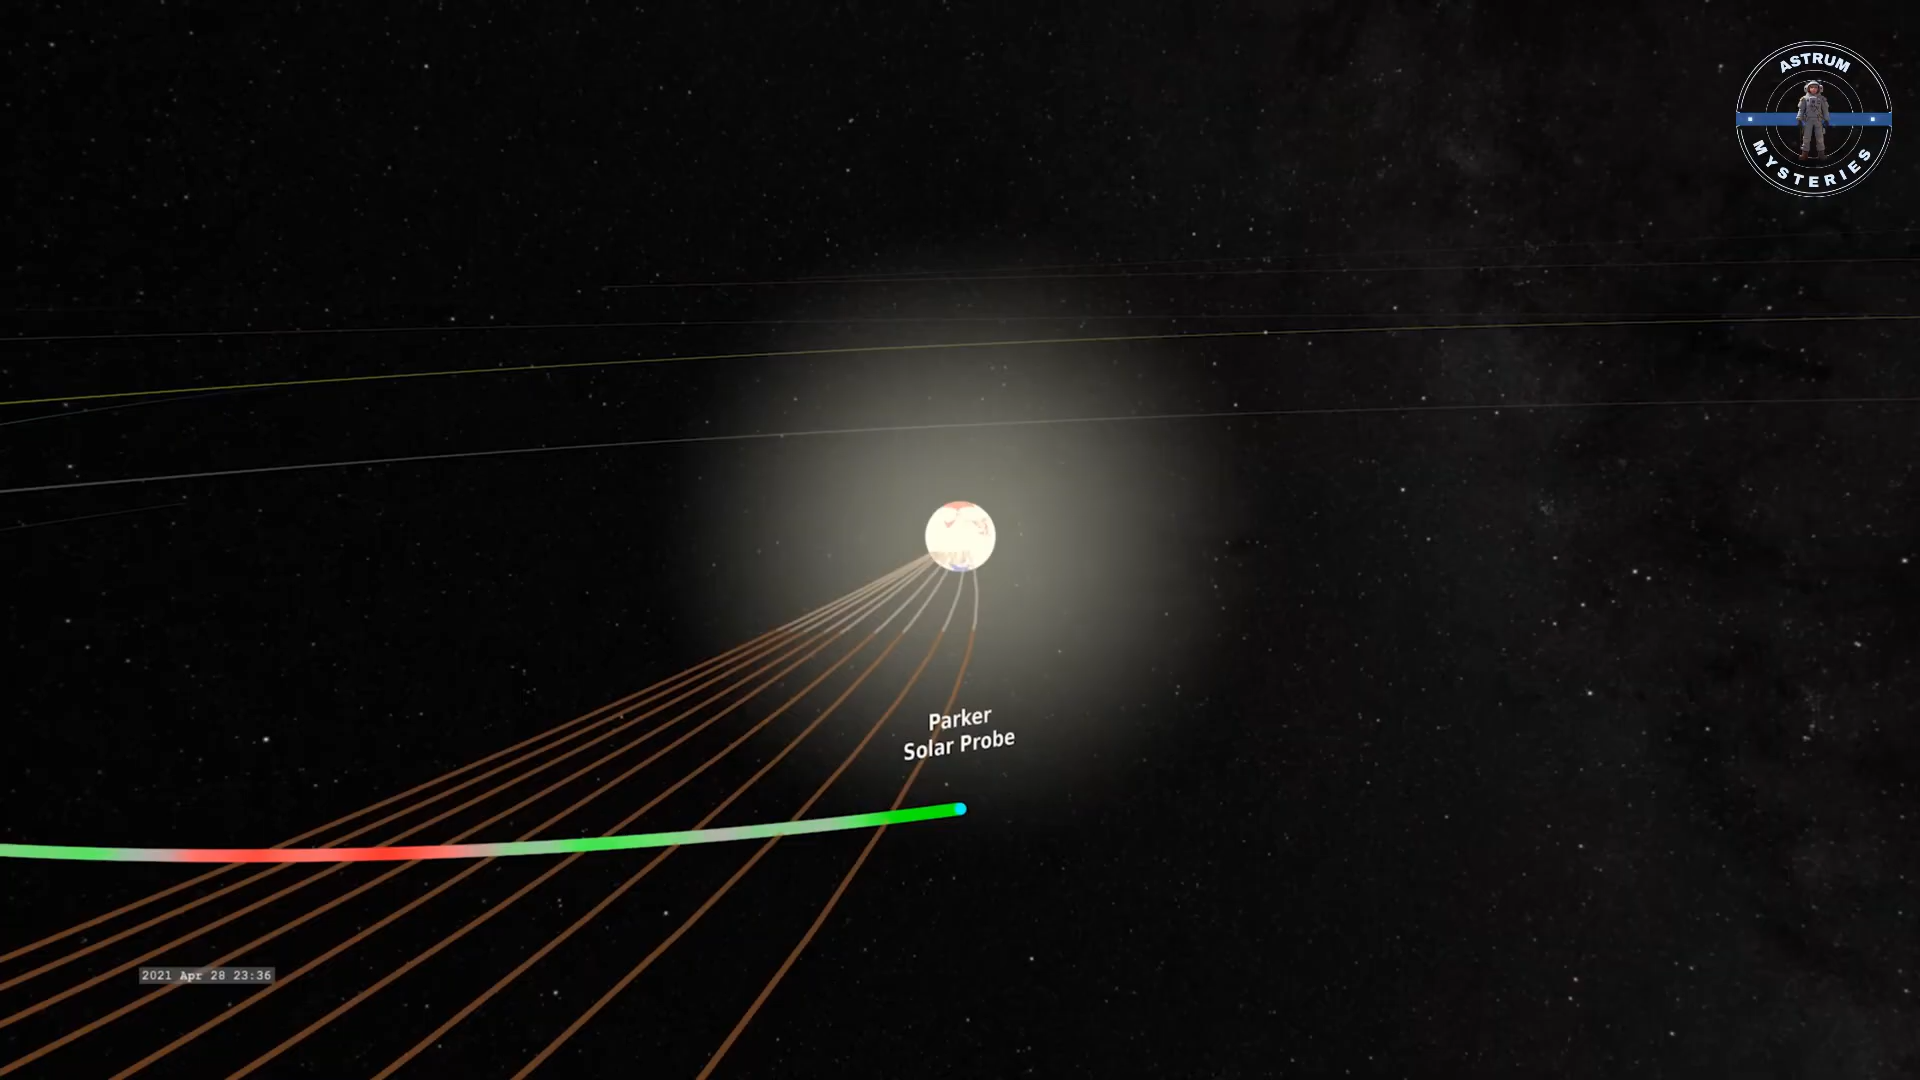 ASTRUM
MYSTERIES
Parker
Solar Probe
2021 Apr 28 23:36